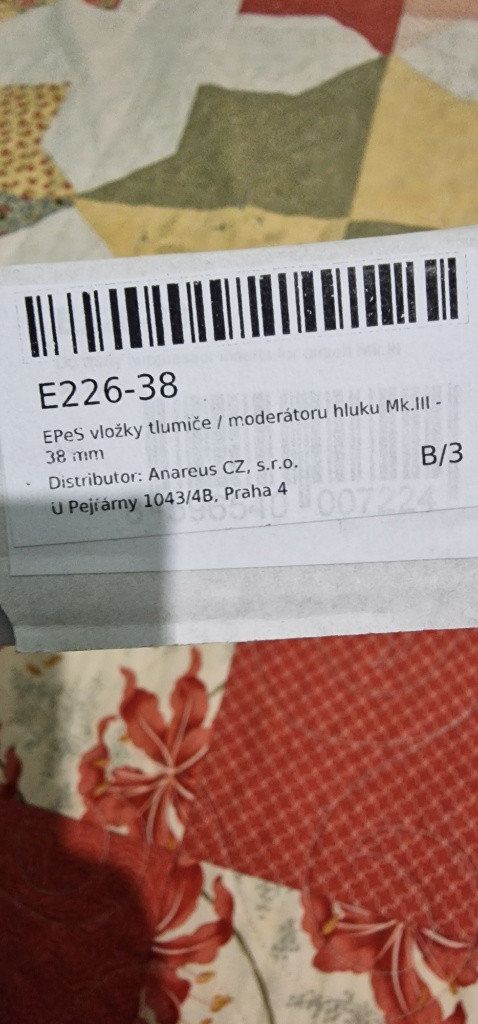 E226-38
EPeS vložky tlumiče / moderátoru hluku Mk.III -
38 mm
B/3
Distributor: Anareus CZ, s.r.o.
U Pejřárny 1043/4B, Praha 4
007224